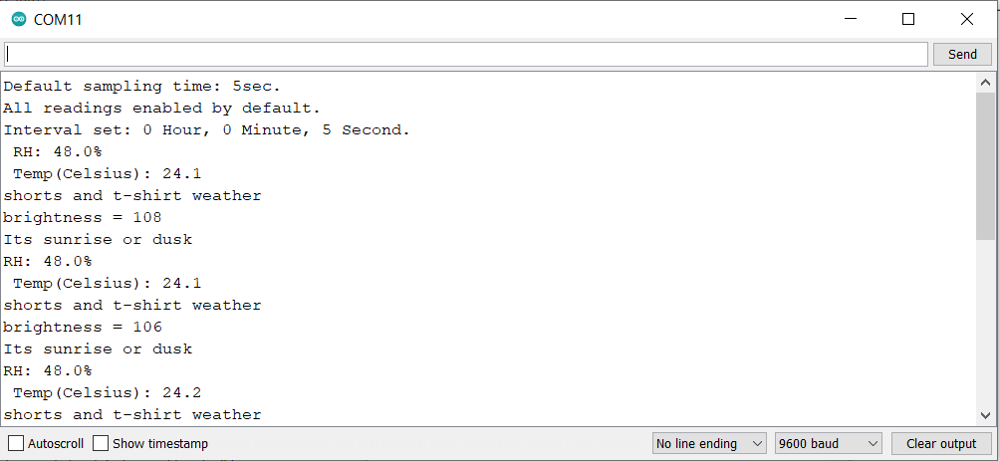 COM11
Send
Default sampling time: 5sec.
All readings enabled by default.
Interval set: 0 Hour, 0 Minute, 5 Second.
RH: 48.0%
Temp(Celsius): 24.1
shorts and t-shirt weather
brightness = 108
Its sunrise or dusk
RH: 48.0%
Temp(Celsius): 24.1
shorts and t-shirt weather
brightness = 106
Its sunrise or dusk
RH: 48.0%
Temp(Celsius): 24.2
shorts and t-shirt weather
Autoscroll Show timestamp No line ending 9600 baud Clear output